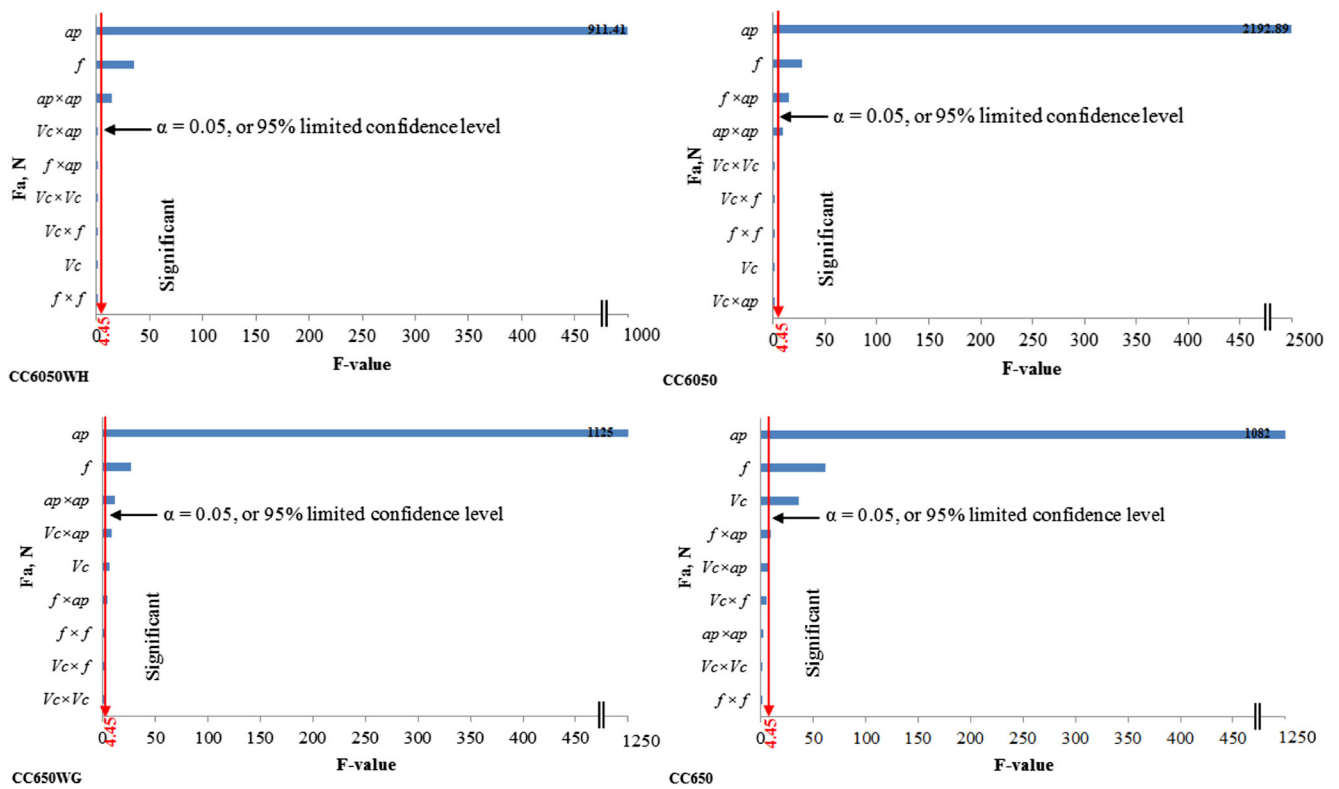 ap
911.41
f
ap×ap
Vc×ap
α = 0.05, or 95% limited confidence level
f×ap
Vc×Vc
Vc×f
Vc
f×f
Fa, N
Significant
0 50 100 150 200 250 300 350 400 450 1000
4.45
F-value
CC6050WH
ap
2192.89
f
f×ap
α = 0.05, or 95% limited confidence level
ap×ap
Vc×Vc
Vc×f
f×f
Vc
Vc×ap
Fa,N
Significant
0 50 100 150 200 250 300 350 400 450 2500
4.45
F-value
CC6050
ap
1125
f
ap×ap
α = 0.05, or 95% limited confidence level
Vc×ap
Vc
f×ap
f×f
Vc×f
Vc×Vc
Fa, N
Significant
0 50 100 150 200 250 300 350 400 450 1250
4.45
F-value
CC650WG
ap
1082
f
Vc
α = 0.05, or 95% limited confidence level
f×ap
Vc×ap
Vc×f
ap×ap
Vc×Vc
f×f
Fa, N
Significant
0 50 100 150 200 250 300 350 400 450 1250
4.45
F-value
CC650